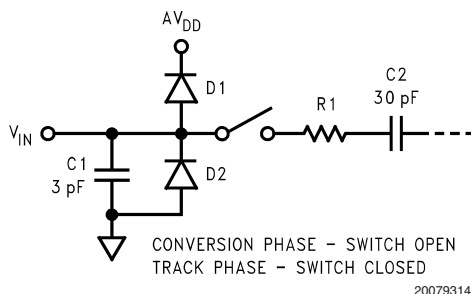 AVDD
D1
C2
30 pF
R1
VIN
C1
3 pF
D2
CONVERSION PHASE – SWITCH OPEN
TRACK PHASE – SWITCH CLOSED
20079314